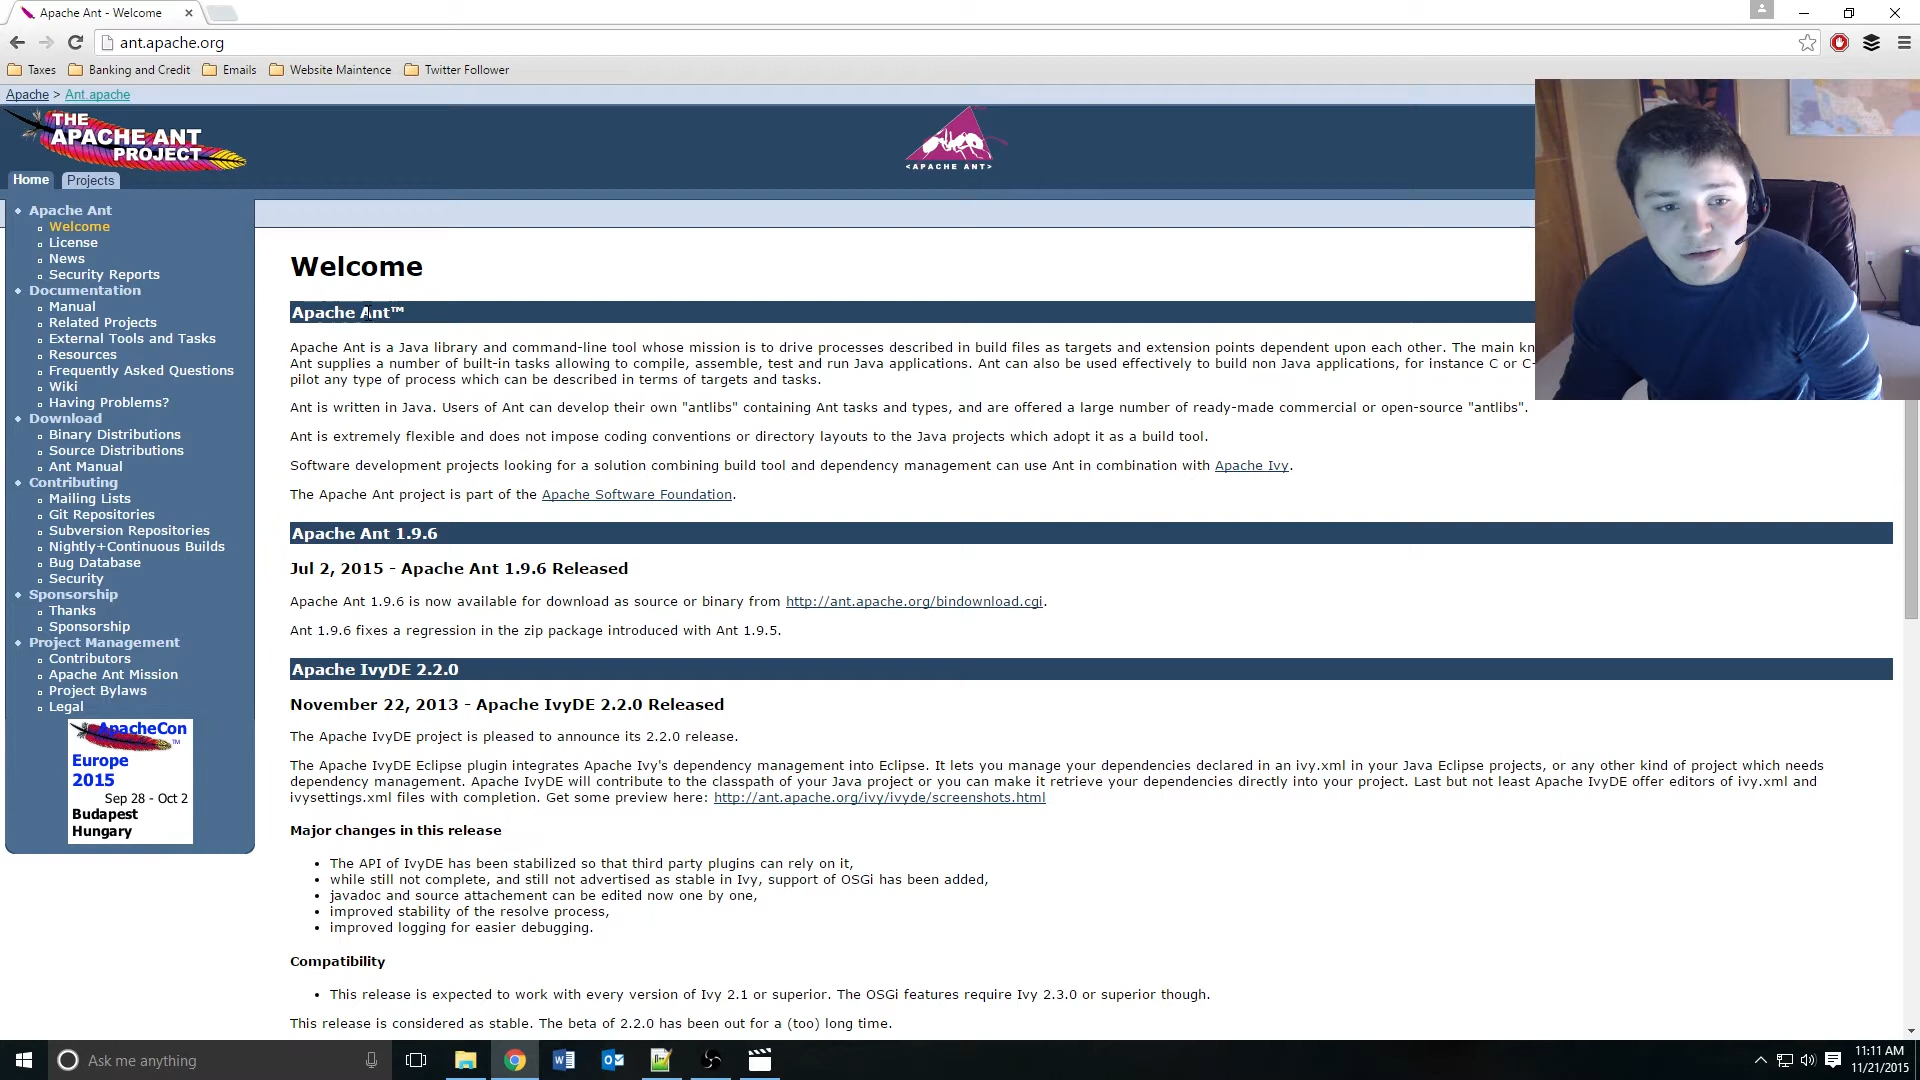 Apache Ant - Welcome
ant.apache.org
Taxes Banking and Credit Emails Website Maintence Twitter Follower
Apache > Ant.apache
THE
APACHE ANT
PROJECT
<APACHE ANT>
Home Projects
Apache Ant
Welcome
License
News
Security Reports
Documentation
Manual
Related Projects
External Tools and Tasks
Resources
Frequently Asked Questions
Wiki
Having Problems?
Download
Binary Distributions
Source Distributions
Ant Manual
Contributing
Mailing Lists
Git Repositories
Subversion Repositories
Nightly+Continuous Builds
Bug Database
Security
Sponsorship
Thanks
Sponsorship
Project Management
Contributors
Apache Ant Mission
Project Bylaws
Legal
ApacheCon
TM
Europe
2015
Sep 28 - Oct 2
Budapest
Hungary
Welcome
Apache Ant™
Apache Ant is a Java library and command-line tool whose mission is to drive processes described in build files as targets and extension points dependent upon each other. The main kn
Ant supplies a number of built-in tasks allowing to compile, assemble, test and run Java applications. Ant can also be used effectively to build non Java applications, for instance C or C
pilot any type of process which can be described in terms of targets and tasks.
Ant is written in Java. Users of Ant can develop their own "antlibs" containing Ant tasks and types, and are offered a large number of ready-made commercial or open-source "antlibs".
Ant is extremely flexible and does not impose coding conventions or directory layouts to the Java projects which adopt it as a build tool.
Software development projects looking for a solution combining build tool and dependency management can use Ant in combination with Apache Ivy.
The Apache Ant project is part of the Apache Software Foundation.
Apache Ant 1.9.6
Jul 2, 2015 - Apache Ant 1.9.6 Released
Apache Ant 1.9.6 is now available for download as source or binary from http://ant.apache.org/bindownload.cgi.
Ant 1.9.6 fixes a regression in the zip package introduced with Ant 1.9.5.
Apache IvyDE 2.2.0
November 22, 2013 - Apache IvyDE 2.2.0 Released
The Apache IvyDE project is pleased to announce its 2.2.0 release.
The Apache IvyDE Eclipse plugin integrates Apache Ivy's dependency management into Eclipse. It lets you manage your dependencies declared in an ivy.xml in your Java Eclipse projects, or any other kind of project which needs
dependency management. Apache IvyDE will contribute to the classpath of your Java project or you can make it retrieve your dependencies directly into your project. Last but not least Apache IvyDE offer editors of ivy.xml and
ivysettings.xml files with completion. Get some preview here: http://ant.apache.org/ivy/ivyde/screenshots.html
Major changes in this release
The API of IvyDE has been stabilized so that third party plugins can rely on it,
while still not complete, and still not advertised as stable in Ivy, support of OSGi has been added,
javadoc and source attachement can be edited now one by one,
improved stability of the resolve process,
improved logging for easier debugging.
Compatibility
This release is expected to work with every version of Ivy 2.1 or superior. The OSGi features require Ivy 2.3.0 or superior though.
This release is considered as stable. The beta of 2.2.0 has been out for a (too) long time.
Ask me anything
11:11 AM
11/21/2015